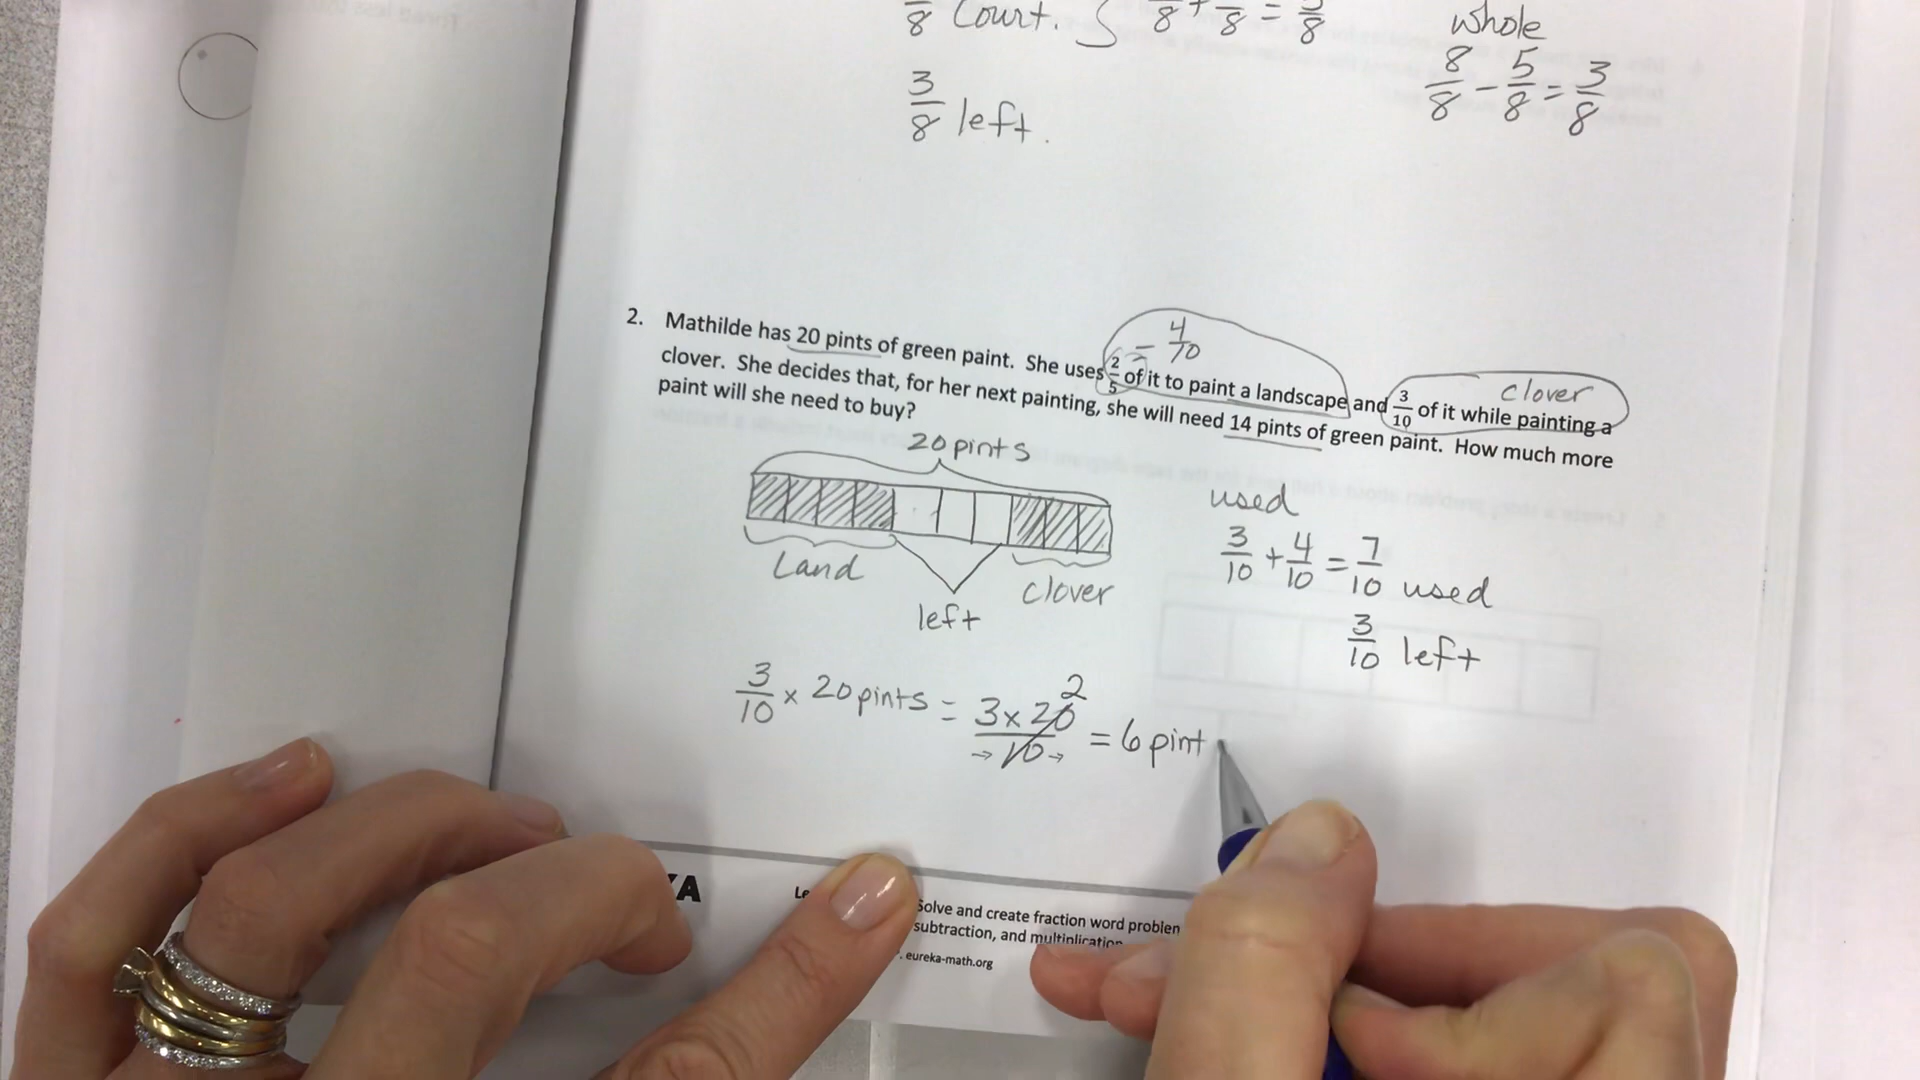 8 Court. 8 + 8 = 8
whole
8/8 - 5/8 = 3/8
3/8 left.
2. Mathilde has 20 pints of green paint. She uses 2/5 of it to paint a landscape and 3/10 of it while painting a
clover. She decides that, for her next painting, she will need 14 pints of green paint. How much more
paint will she need to buy?
= 4/10
clover
20 pints
Land
left
clover
used
3/10 + 4/10 = 7/10 used
3/10 left
3/10 x 20 pints = 3 x 20 / 10 = 6 pint
2
Solve and create fraction word
subtraction, and multiplication
eureka-math.org